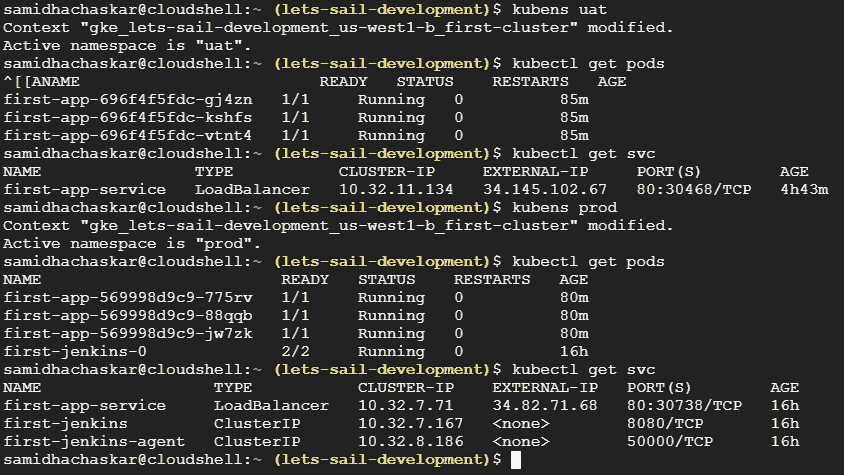 samidhachaskar@cloudshell:~ (lets-sail-development)$ kubens uat
Context "gke_lets-sail-development_us-west1-b_first-cluster" modified.
Active namespace is "uat".
samidhachaskar@cloudshell:~ (lets-sail-development)$ kubectl get pods
^[[ANAME                         READY   STATUS    RESTARTS   AGE
first-app-696f4f5fdc-gj4zn   1/1     Running   0          85m
first-app-696f4f5fdc-kshfs   1/1     Running   0          85m
first-app-696f4f5fdc-vtnt4   1/1     Running   0          85m
samidhachaskar@cloudshell:~ (lets-sail-development)$ kubectl get svc
NAME                TYPE           CLUSTER-IP     EXTERNAL-IP     PORT(S)        AGE
first-app-service   LoadBalancer   10.32.11.134   34.145.102.67   80:30468/TCP   4h43m
samidhachaskar@cloudshell:~ (lets-sail-development)$ kubens prod
Context "gke_lets-sail-development_us-west1-b_first-cluster" modified.
Active namespace is "prod".
samidhachaskar@cloudshell:~ (lets-sail-development)$ kubectl get pods
NAME                         READY   STATUS    RESTARTS   AGE
first-app-569998d9c9-775rv   1/1     Running   0          80m
first-app-569998d9c9-88qqb   1/1     Running   0          80m
first-app-569998d9c9-jw7zk   1/1     Running   0          80m
first-jenkins-0              2/2     Running   0          16h
samidhachaskar@cloudshell:~ (lets-sail-development)$ kubectl get svc
NAME                  TYPE           CLUSTER-IP    EXTERNAL-IP   PORT(S)        AGE
first-app-service     LoadBalancer   10.32.7.71    34.82.71.68   80:30738/TCP   16h
first-jenkins         ClusterIP      10.32.7.167   <none>        8080/TCP       16h
first-jenkins-agent   ClusterIP      10.32.8.186   <none>        50000/TCP      16h
samidhachaskar@cloudshell:~ (lets-sail-development)$